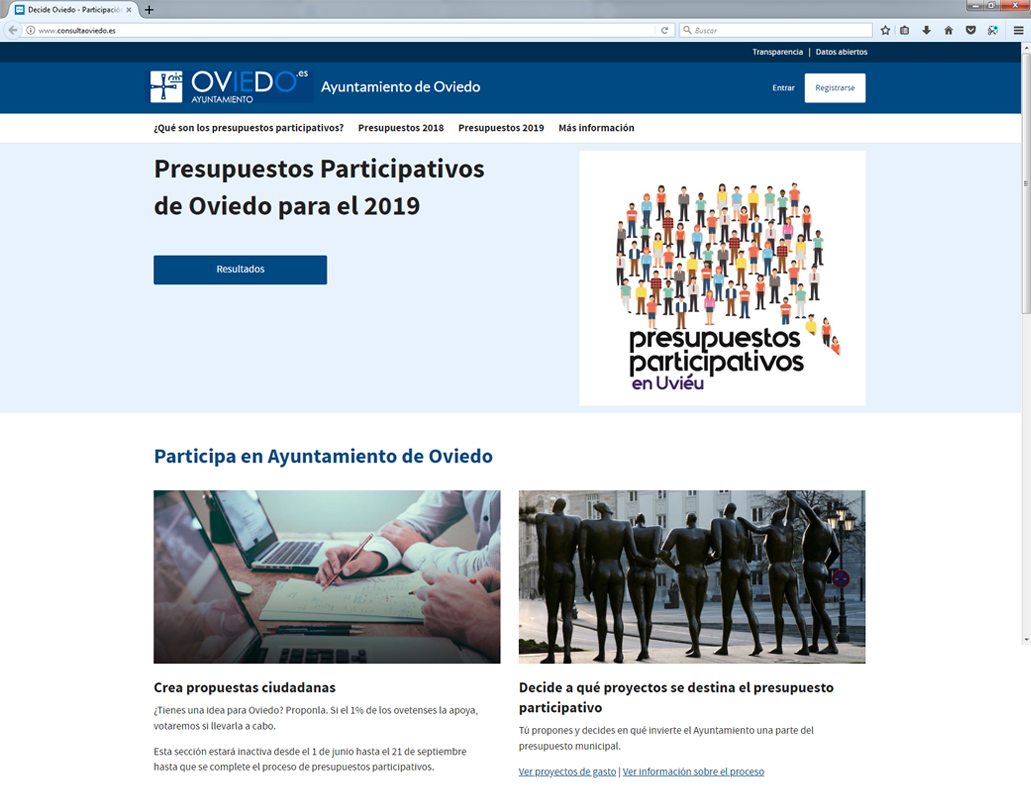 Decide Oviedo - Participació
www.consultaoviedo.es
Buscar
Transparencia | Datos abiertos
OVIEDO.es
AYUNTAMIENTO
Ayuntamiento de Oviedo
Entrar
Registrarse
¿Qué son los presupuestos participativos? Presupuestos 2018 Presupuestos 2019 Más información
Presupuestos Participativos
de Oviedo para el 2019
Resultados
presupuestos
participativos
en Uviéu
Participa en Ayuntamiento de Oviedo
Crea propuestas ciudadanas
¿Tienes una idea para Oviedo? Proponla. Si el 1% de los ovetenses la apoya,
votaremos si llevarla a cabo.
Esta sección estará inactiva desde el 1 de junio hasta el 21 de septiembre
hasta que se complete el proceso de presupuestos participativos.
Decide a qué proyectos se destina el presupuesto
participativo
Tú propones y decides en qué invierte el Ayuntamiento una parte del
presupuesto municipal.
Ver proyectos de gasto | Ver información sobre el proceso